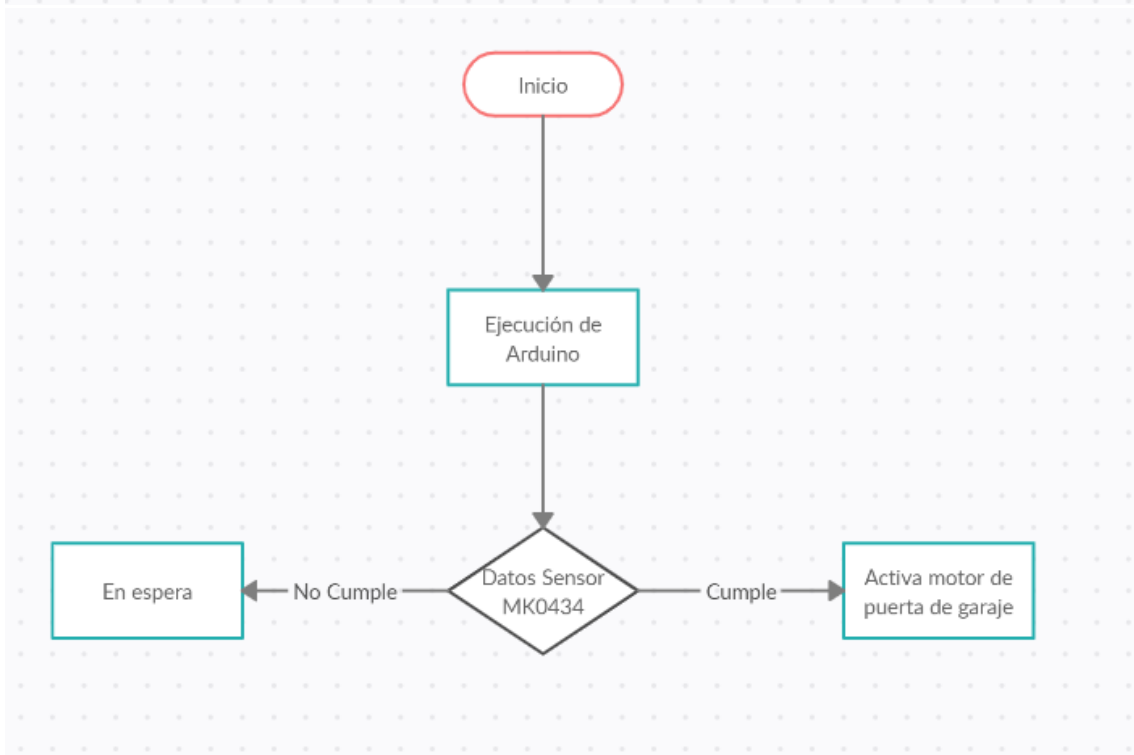 Inicio
Ejecución de
Arduino
En espera
No Cumple
Datos Sensor
MK0434
Cumple
Activa motor de
puerta de garaje